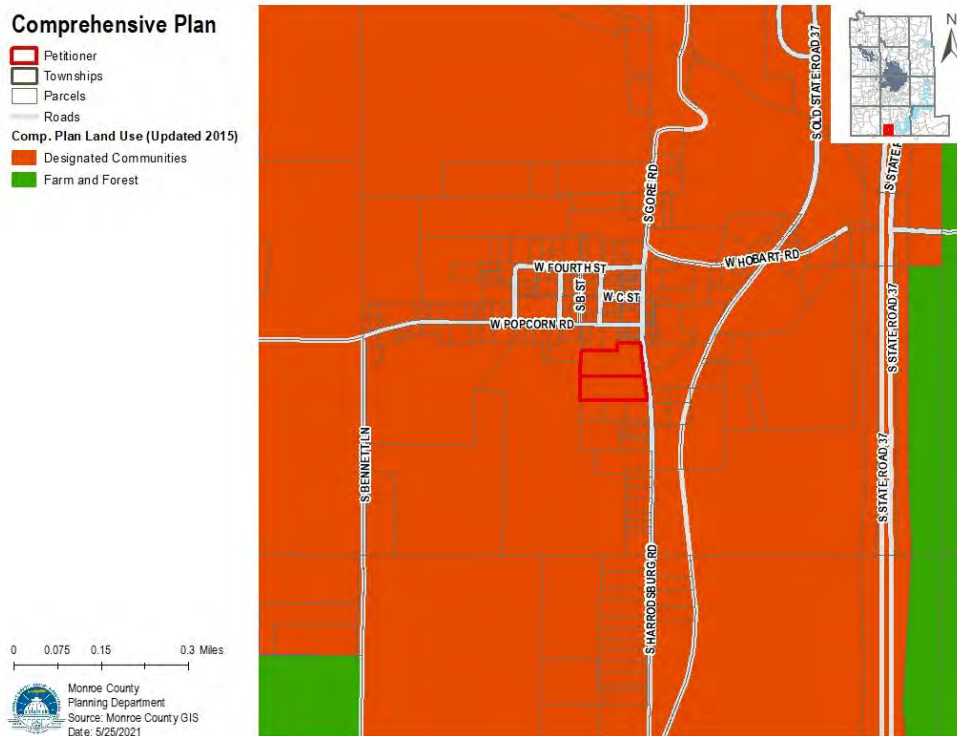 Comprehensive Plan
Petitioner
Townships
Parcels
Roads
Comp. Plan Land Use (Updated 2015)
Designated Communities
Farm and Forest
N
S OLD STATE ROAD 37
S GORE RD
W HOBART RD
W FOURTH ST
S B ST
W C ST
W POPCORN RD
S BENNETT LN
S HARRODSBURG RD
S STATE ROAD 37
S STATE ROAD 37
0 0.075 0.15 0.3 Miles
Monroe County
Planning Department
Source: Monroe County GIS
Date: 5/25/2021